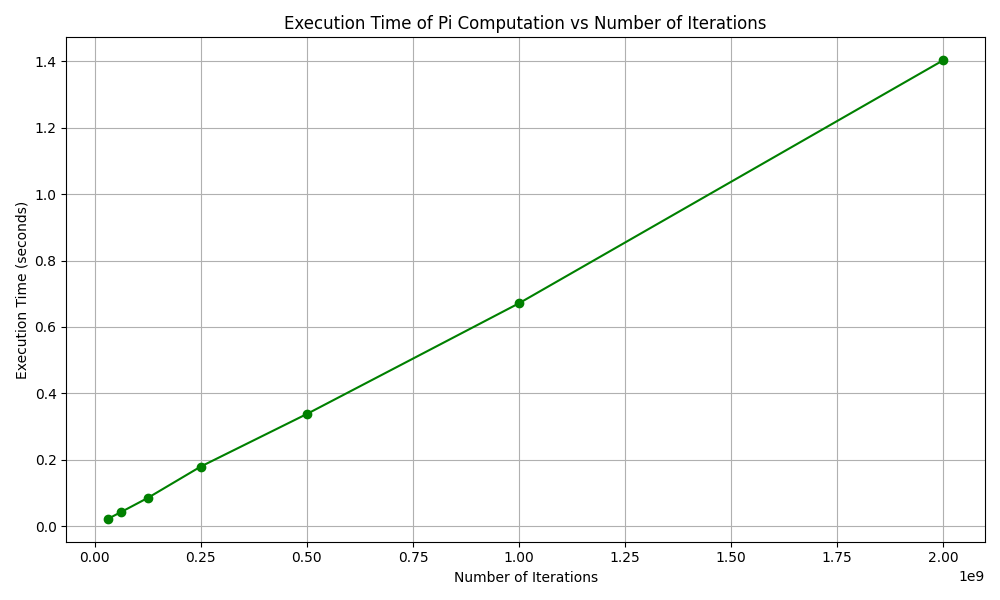 Execution Time of Pi Computation vs Number of Iterations
1.4
1.2
1.0
0.8
0.6
0.4
0.2
0.0
Execution Time (seconds)
0.00 0.25 0.50 0.75 1.00 1.25 1.50 1.75 2.00
1e9
Number of Iterations